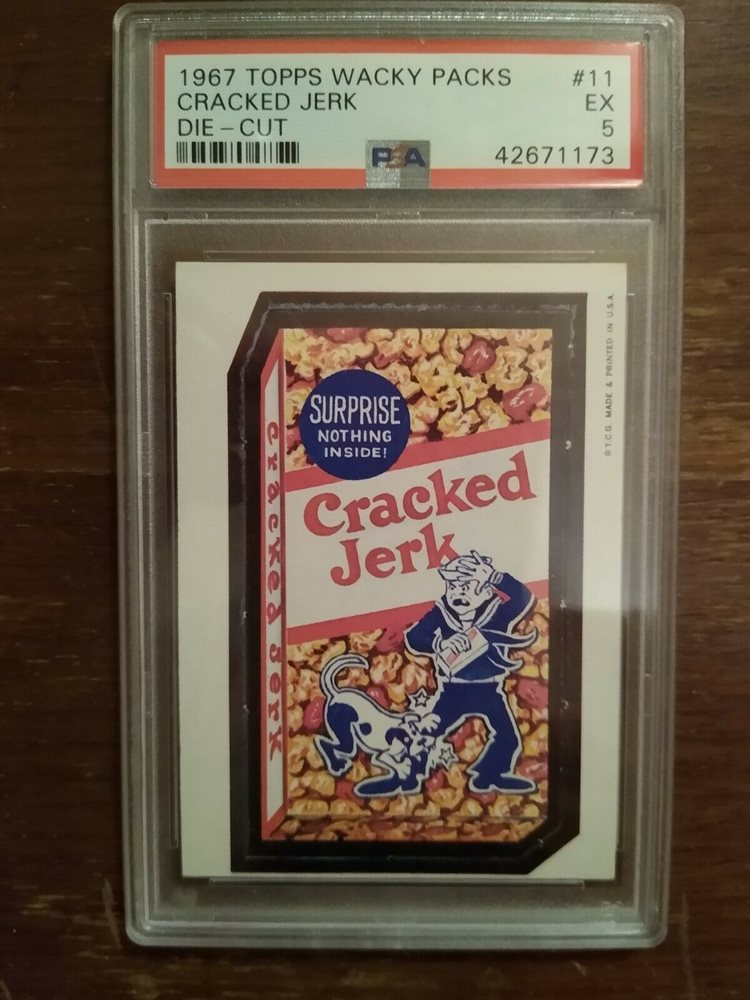 1967 TOPPS WACKY PACKS #11
CRACKED JERK EX
DIE - CUT 5
PSA 42671173
© T.C.G. MADE & PRINTED IN U.S.A.
SURPRISE
NOTHING
INSIDE!
Cracked
Jerk
cracked jerk